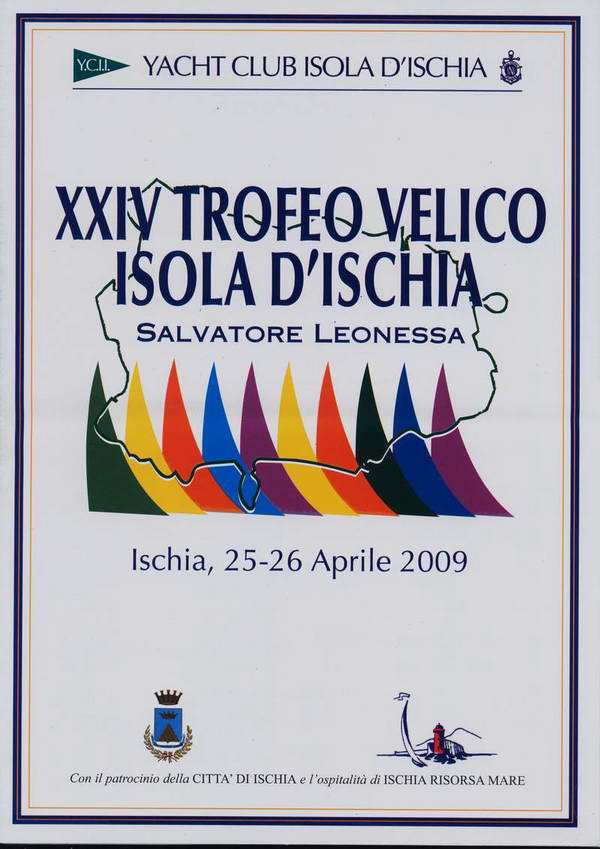 Y.C.I.I. YACHT CLUB ISOLA D'ISCHIA
XXIV TROFEO VELICO
ISOLA D'ISCHIA
SALVATORE LEONESSA
Ischia, 25-26 Aprile 2009
Con il patrocinio della CITTA' DI ISCHIA e l'ospitalità di ISCHIA RISORSA MARE